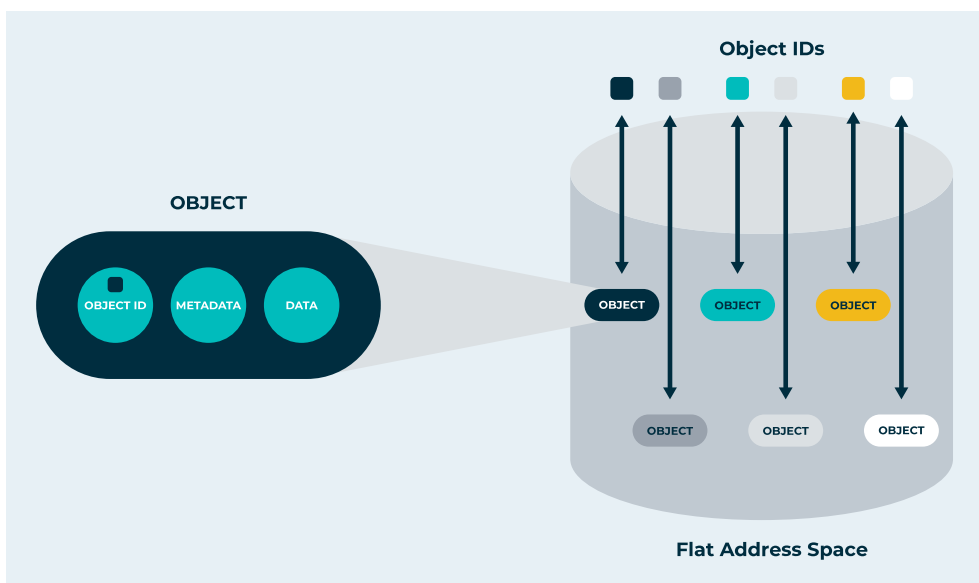 Object IDs
OBJECT
OBJECT ID
METADATA
DATA
OBJECT
OBJECT
OBJECT
OBJECT
OBJECT
OBJECT
Flat Address Space